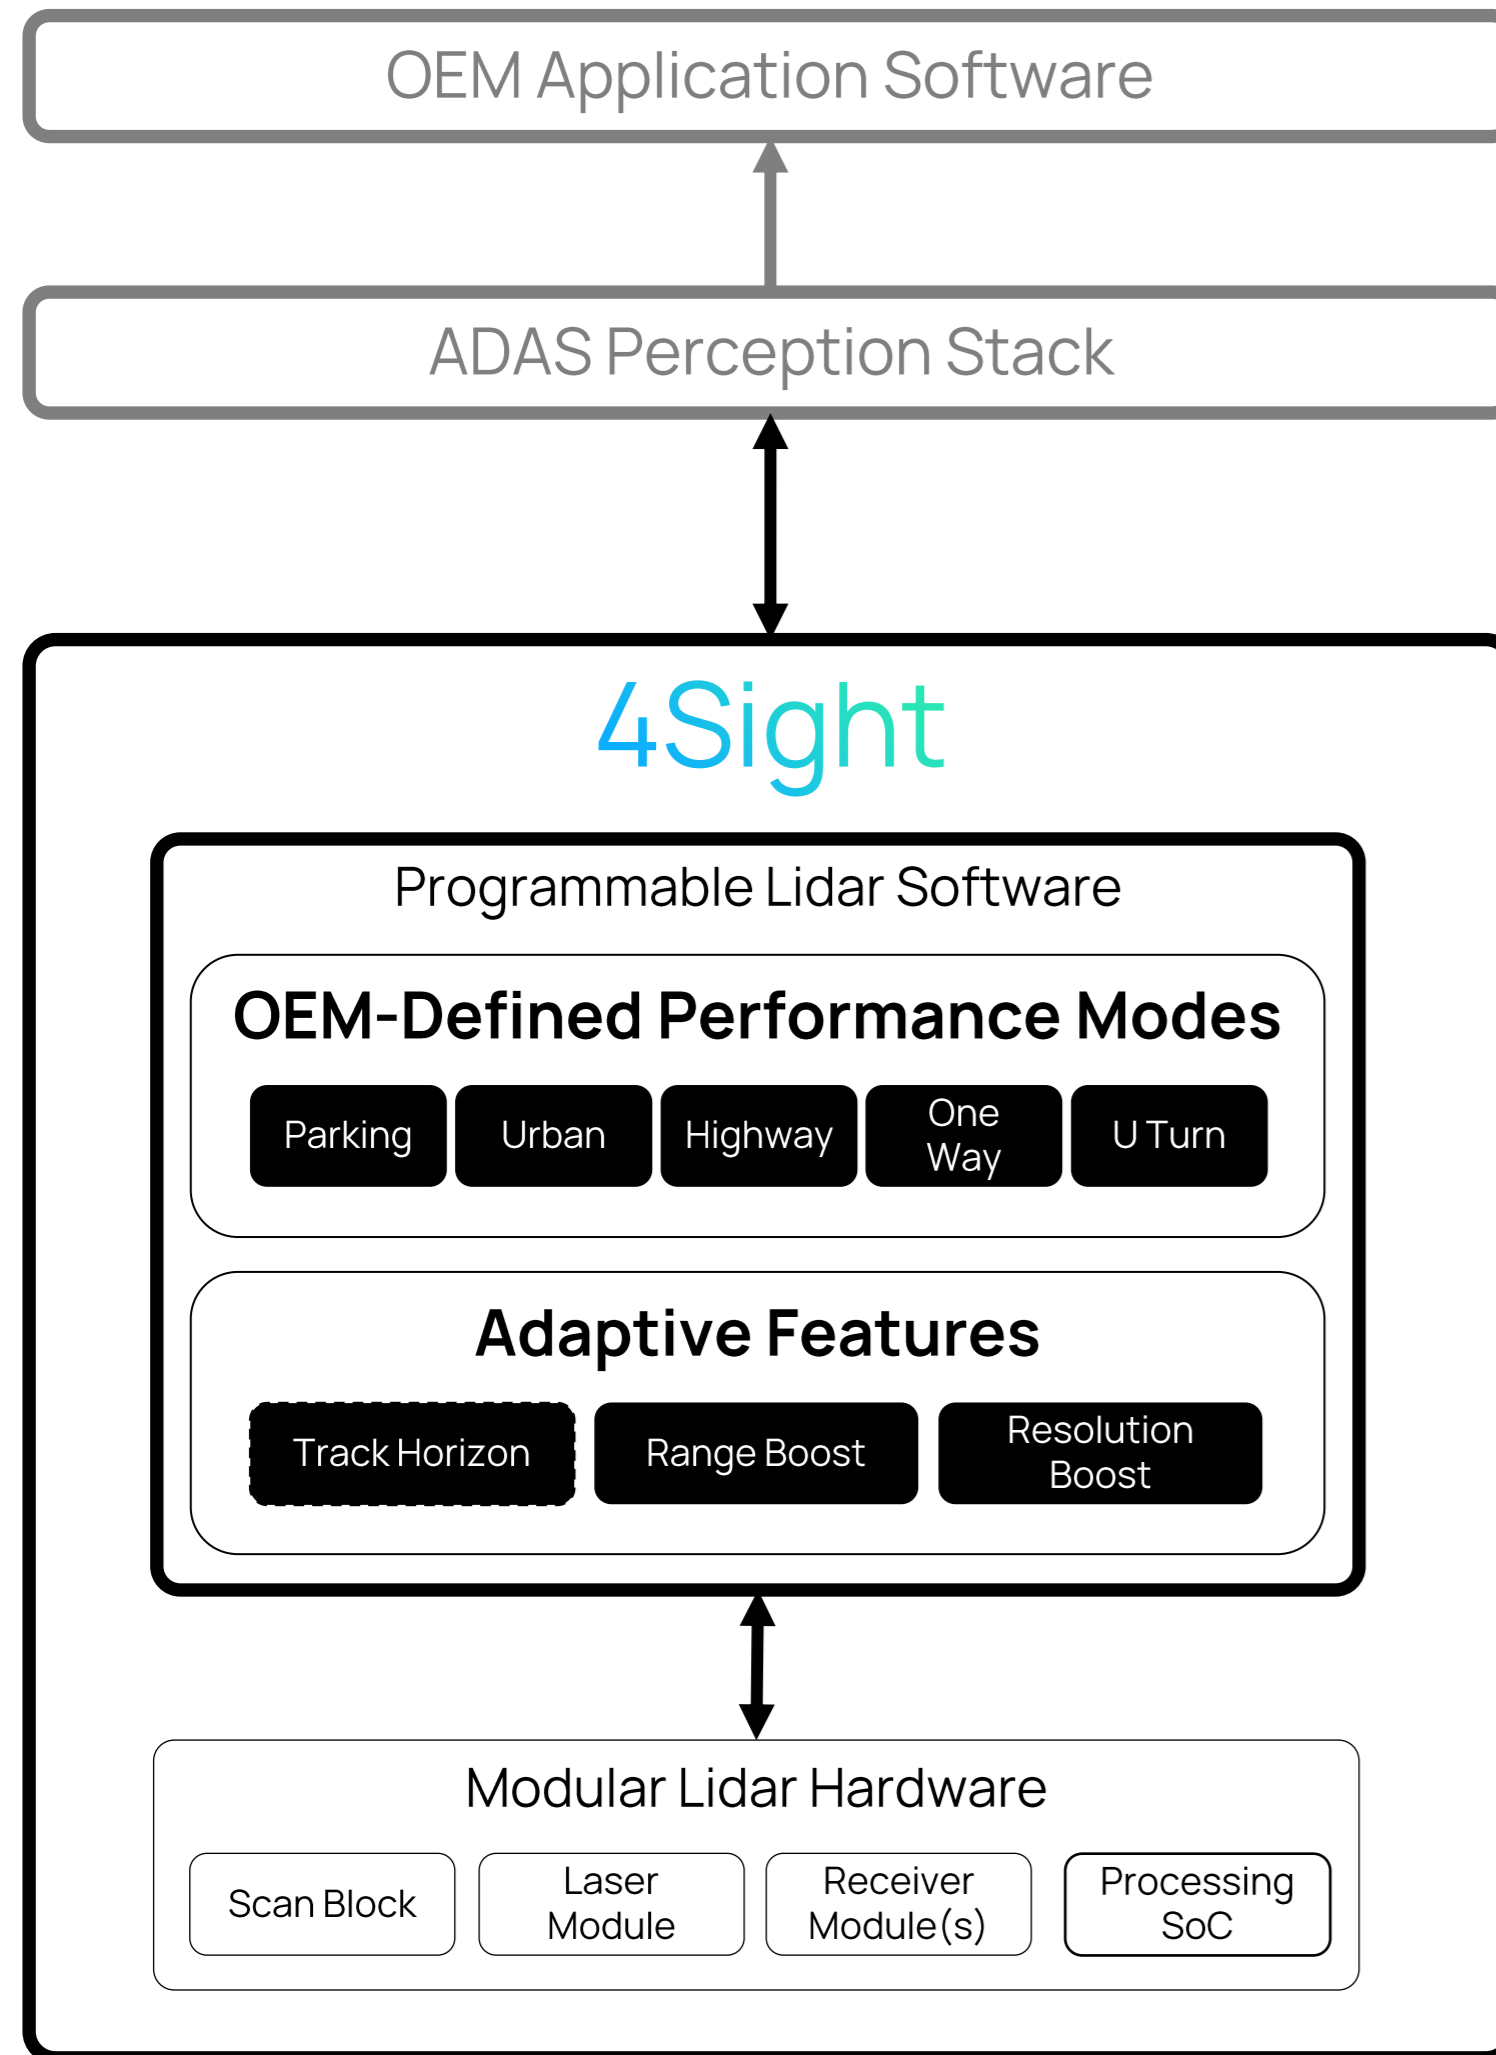 OEM Application Software
ADAS Perception Stack
4Sight
Programmable Lidar Software
OEM-Defined Performance Modes
Parking
Urban
Highway
One
Way
U Turn
Adaptive Features
Track Horizon
Range Boost
Resolution
Boost
Modular Lidar Hardware
Scan Block
Laser
Module
Receiver
Module(s)
Processing
SoC